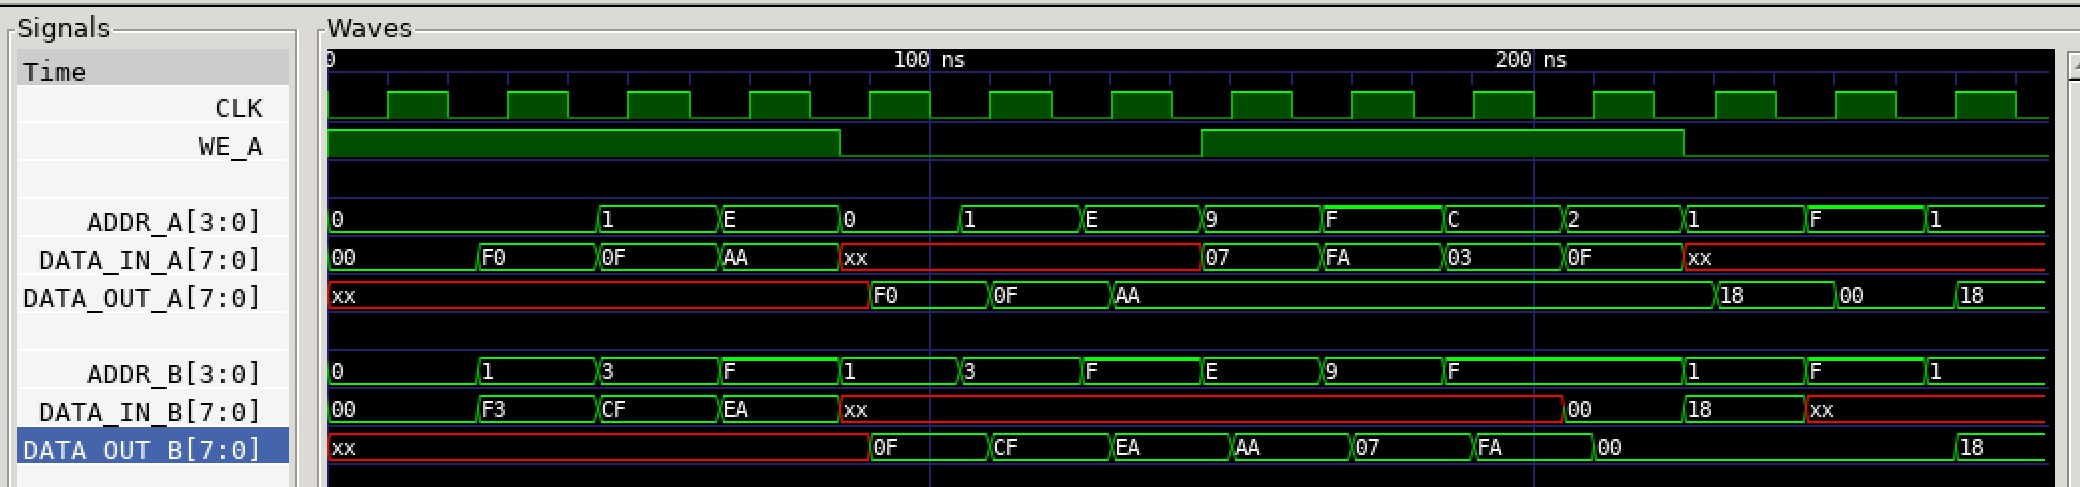 Signals Waves
Time 0 100 ns 200 ns
CLK
WE_A
ADDR_A[3:0] 0 1 E 0 1 E 9 F C 2 1 F 1
DATA_IN_A[7:0] 00 F0 0F AA xx 07 FA 03 0F xx
DATA_OUT_A[7:0] xx F0 0F AA 18 00 18
ADDR_B[3:0] 0 1 3 F 1 3 F E 9 F 1 F 1
DATA_IN_B[7:0] 00 F3 CF EA xx 00 18 xx
DATA_OUT_B[7:0] xx 0F CF EA AA 07 FA 00 18